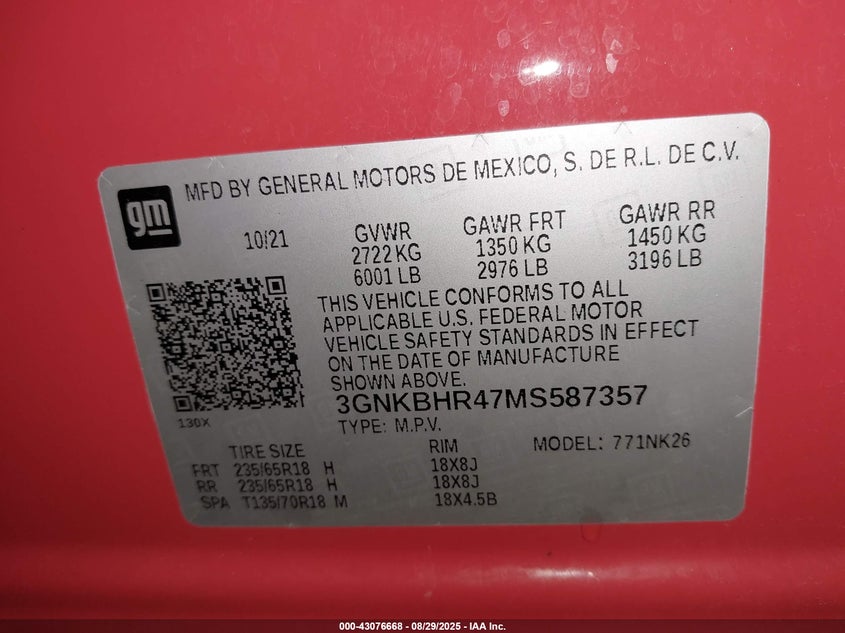 MFD BY GENERAL MOTORS DE MEXICO, S. DE R.L. DE C.V.
gm
10/21 GVWR GAWR FRT GAWR RR
2722 KG 1350 KG 1450 KG
6001 LB 2976 LB 3196 LB
THIS VEHICLE CONFORMS TO ALL
APPLICABLE U.S. FEDERAL MOTOR
VEHICLE SAFETY STANDARDS IN EFFECT
ON THE DATE OF MANUFACTURE
SHOWN ABOVE.
3GNKBHR47MS587357
130X
TYPE: M.P.V.
TIRE SIZE RIM MODEL: 771NK26
FRT 235/65R18 H 18X8J
RR 235/65R18 H 18X8J
SPA T135/70R18 M 18X4.5B
000-43076668 - 08/29/2025 - IAA Inc.